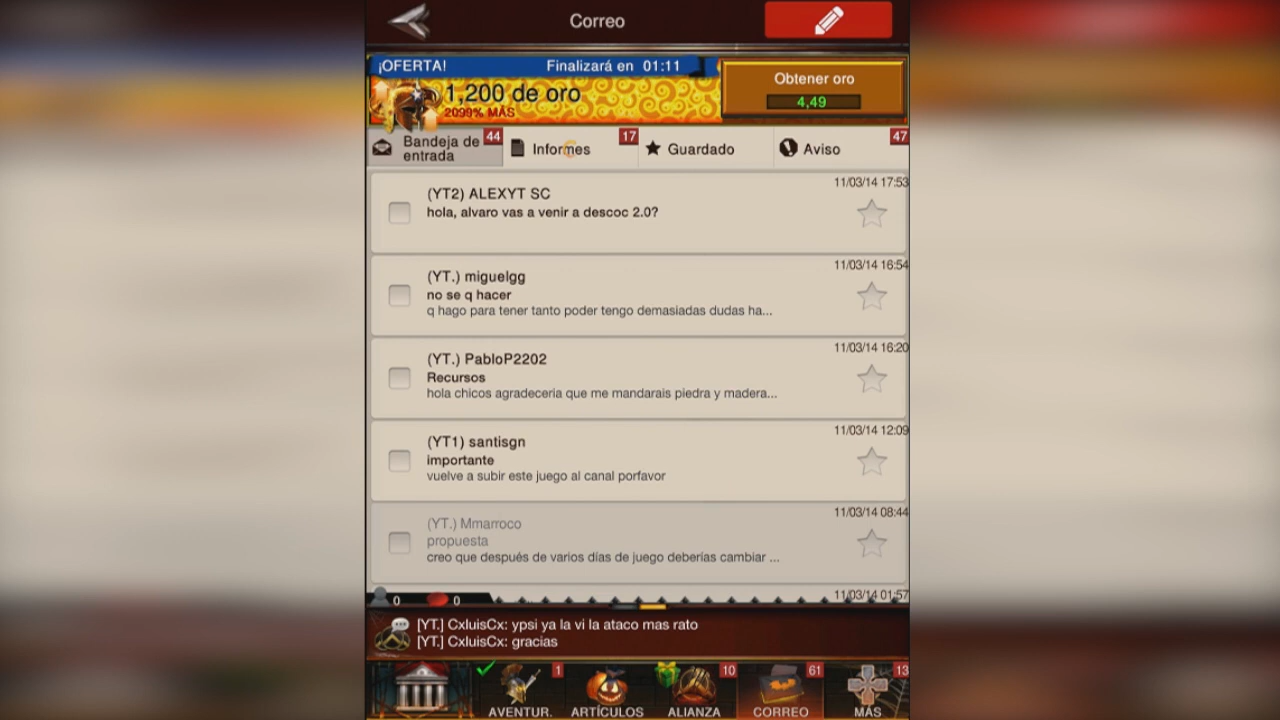 Correo
¡OFERTA!
Finalizará en 01:11
1,200 de oro
2099% MÁS
Obtener oro
4,49
Bandeja de entrada
44
Informes
17
Guardado
Aviso
47
11/03/14 17:53
(YT2) ALEXYT SC
hola, alvaro vas a venir a descoc 2.0?
11/03/14 16:54
(YT.) miguelgg
no se q hacer
q hago para tener tanto poder tengo demasiadas dudas ha...
11/03/14 16:20
(YT.) PabloP2202
Recursos
hola chicos agradeceria que me mandarais piedra y madera...
11/03/14 12:09
(YT1) santisgn
importante
vuelve a subir este juego al canal porfavor
11/03/14 08:44
(YT.) Mmarroco
propuesta
creo que después de varios días de juego deberías cambiar ...
11/03/14 01:57
0
0
[YT.] CxluisCx: ypsi ya la vi la ataco mas rato
[YT.] CxluisCx: gracias
1
10
61
13
AVENTUR.
ARTÍCULOS
ALIANZA
CORREO
MÁS